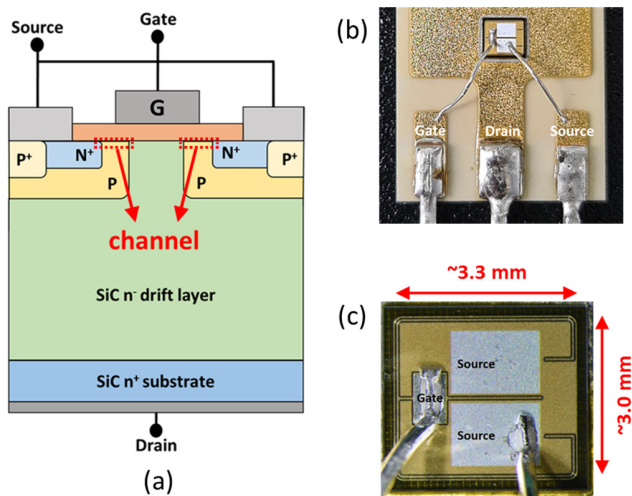 Source
Gate
G
P⁺
N⁺
N⁺
P⁺
P
P
channel
SiC n⁻ drift layer
SiC n⁺ substrate
Drain
(a)
(b)
Gate
Drain
Source
~3.3 mm
(c)
Source
Gate
Source
~3.0 mm